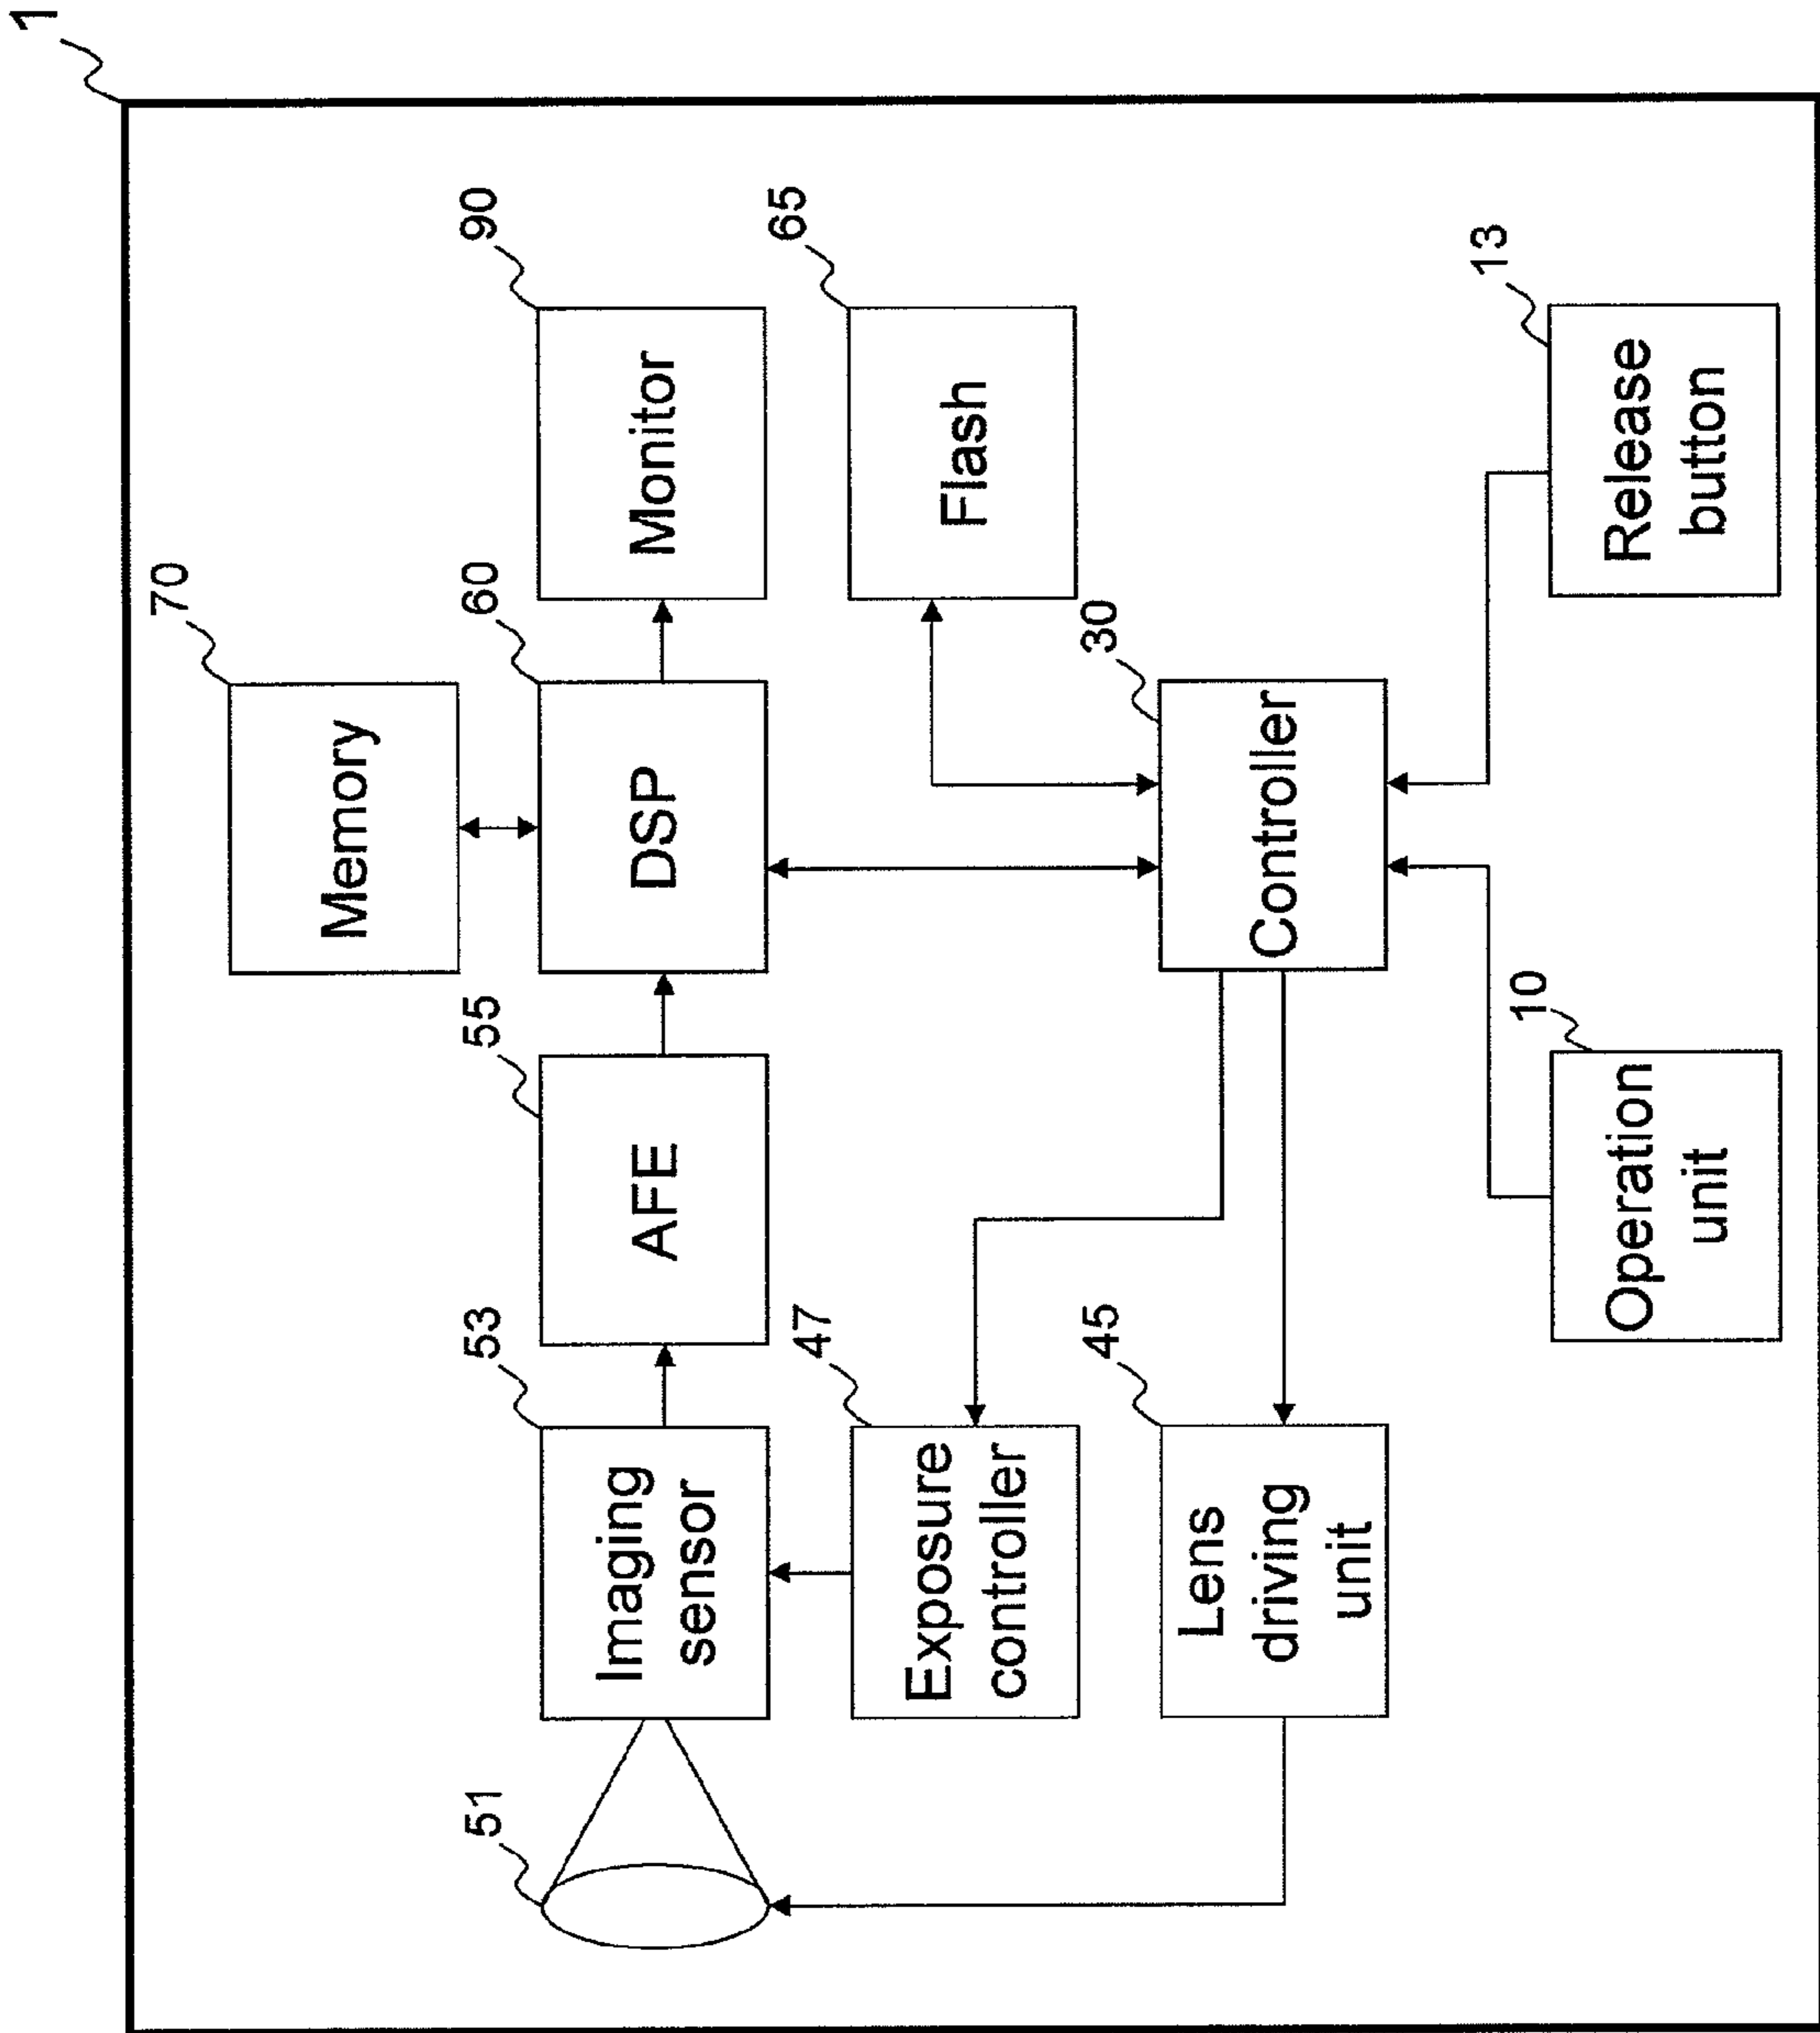 1
70
Memory
51
53
55
60
90
Imaging
sensor
AFE
DSP
Monitor
47
65
Exposure
controller
Flash
45
30
Lens
driving
unit
Controller
10
13
Operation
unit
Release
button